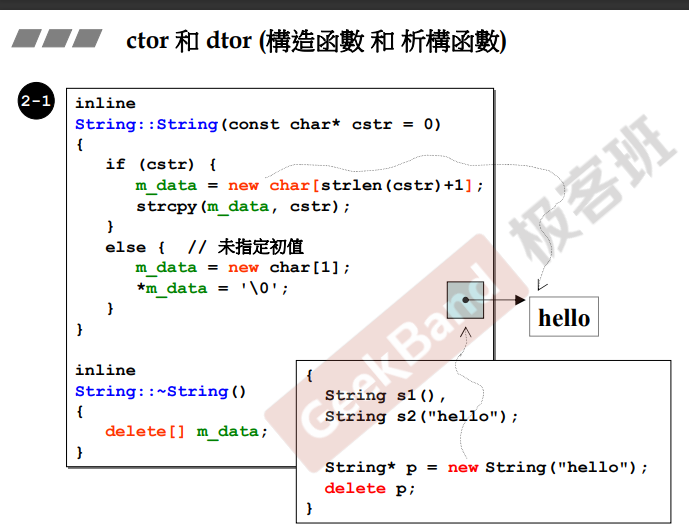 ctor 和 dtor (構造函數 和 析構函數)
2-1
inline
String::String(const char* cstr = 0)
{
   if (cstr) {
      m_data = new char[strlen(cstr)+1];
      strcpy(m_data, cstr);
   }
   else {  // 未指定初值
      m_data = new char[1];
      *m_data = '\0';
   }
}
inline
String::~String()
{
   delete[] m_data;
}
hello
{
  String s1(),
  String s2("hello");
  String* p = new String("hello");
  delete p;
}
GeekBand 极客班